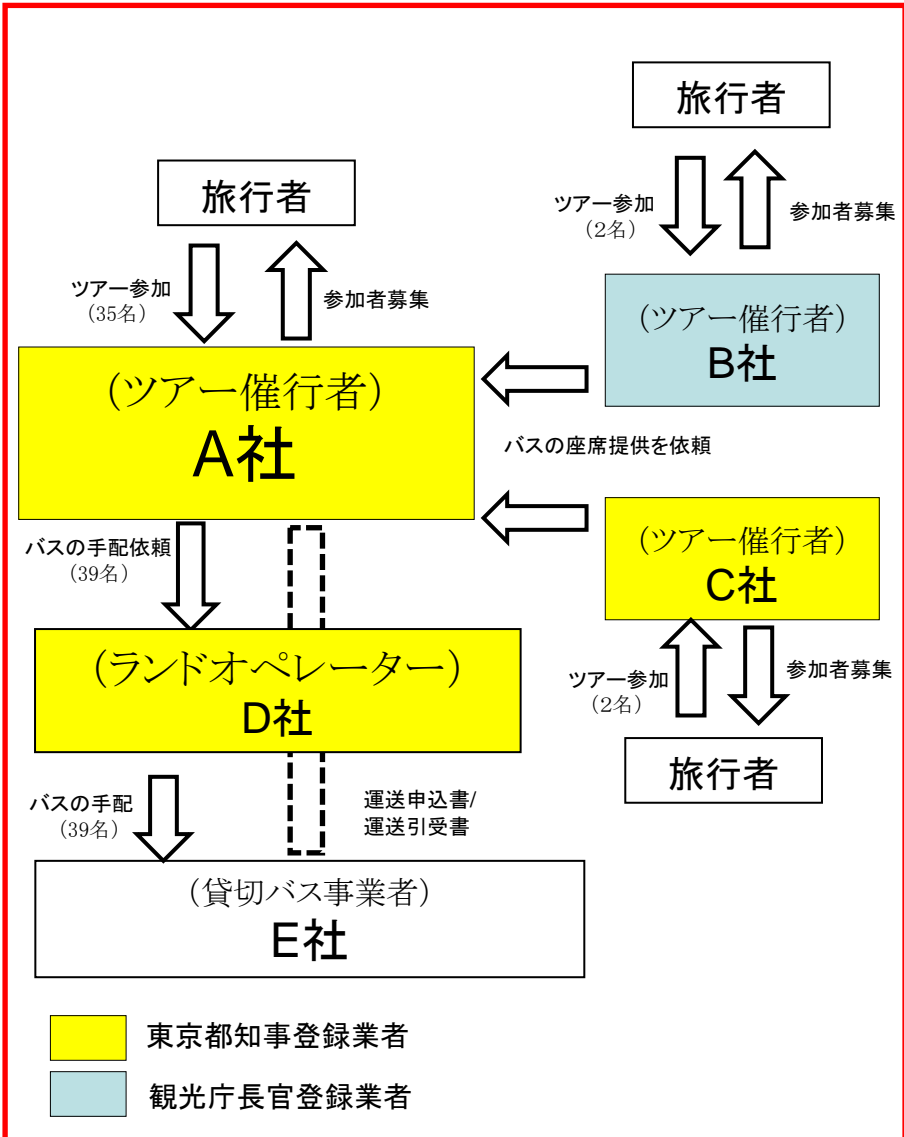 旅行者
ツアー参加
（2名）
参加者募集
旅行者
ツアー参加
（35名）
参加者募集
（ツアー催行者）
B社
（ツアー催行者）
A社
バスの座席提供を依頼
（ツアー催行者）
C社
バスの手配依頼
（39名）
（ランドオペレーター）
D社
ツアー参加
（2名）
参加者募集
旅行者
バスの手配
（39名）
運送申込書/
運送引受書
（貸切バス事業者）
E社
東京都知事登録業者
観光庁長官登録業者